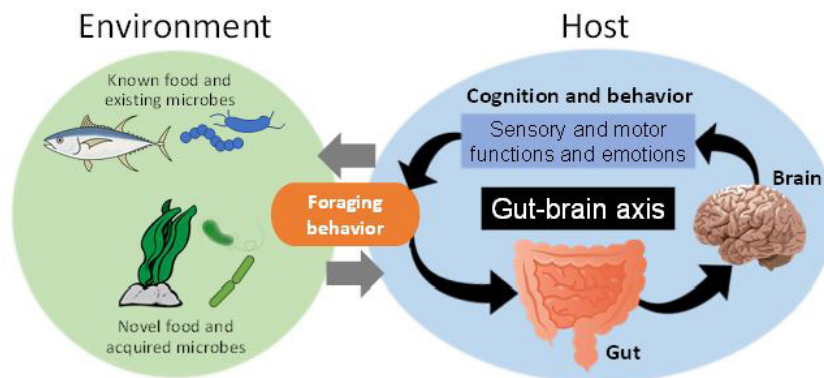 Environment
Known food and
existing microbes
Novel food and
acquired microbes
Foraging
behavior
Host
Cognition and behavior
Sensory and motor
functions and emotions
Brain
Gut-brain axis
Gut